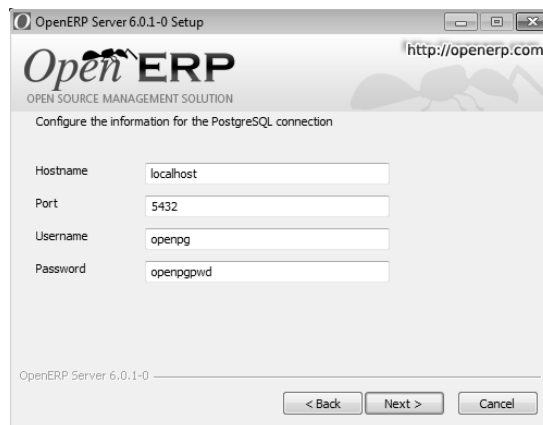 OpenERP Server 6.0.1-0 Setup
http://openerp.com
Open ERP
OPEN SOURCE MANAGEMENT SOLUTION
Configure the information for the PostgreSQL connection
Hostname localhost
Port 5432
Username openpg
Password openpgpwd
OpenERP Server 6.0.1-0
< Back Next > Cancel